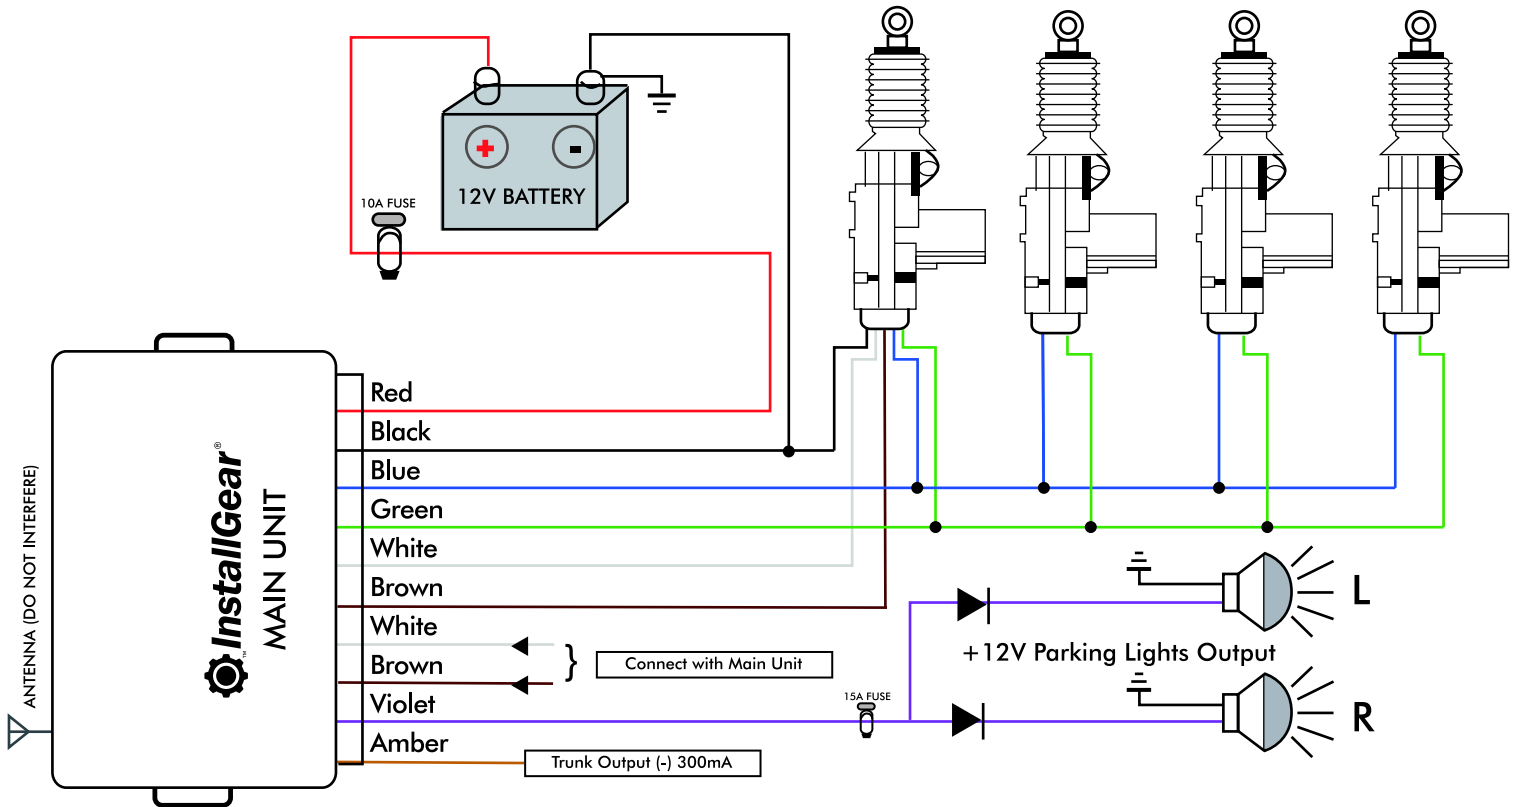 12V BATTERY
10A FUSE
Red
Black
Blue
Green
White
Brown
White
Brown
Violet
Amber
ANTENNA (DO NOT INTERFERE)
InstallGear®
™
MAIN UNIT
} Connect with Main Unit
Trunk Output (-) 300mA
15A FUSE
+12V Parking Lights Output
L
R